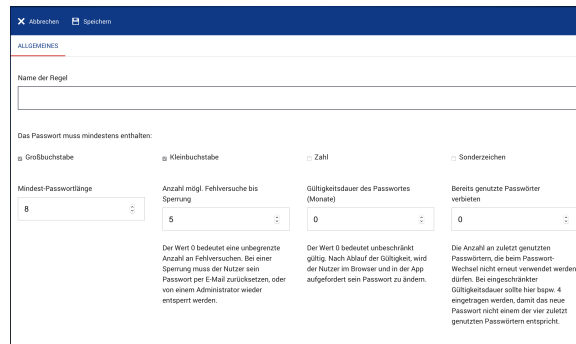 Abbrechen Speichern
ALLGEMEINES
Name der Regel
Das Passwort muss mindestens enthalten:
Großbuchstabe Kleinbuchstabe Zahl Sonderzeichen
Mindest-Passwortlänge
8
Anzahl mögl. Fehlversuche bis
Sperrung
5
Der Wert 0 bedeutet eine unbegrenzte
Anzahl an Fehlversuchen. Bei einer
Sperrung muss der Nutzer sein
Passwort per E-Mail zurücksetzen, oder
von einem Administrator wieder
entsperrt werden.
Gültigkeitsdauer des Passwortes
(Monate)
0
Der Wert 0 bedeutet unbeschränkt
gültig. Nach Ablauf der Gültigkeit, wird
der Nutzer im Browser und in der App
aufgefordert sein Passwort zu ändern.
Bereits genutzte Passwörter
verbieten
0
Die Anzahl an zuletzt genutzten
Passwörtern, die beim Passwort-
Wechsel nicht erneut verwendet werden
dürfen. Bei eingeschränkter
Gültigkeitsdauer sollte hier bspw. 4
eingetragen werden, damit das neue
Passwort nicht einem der vier zuletzt
genutzten Passwörtern entspricht.